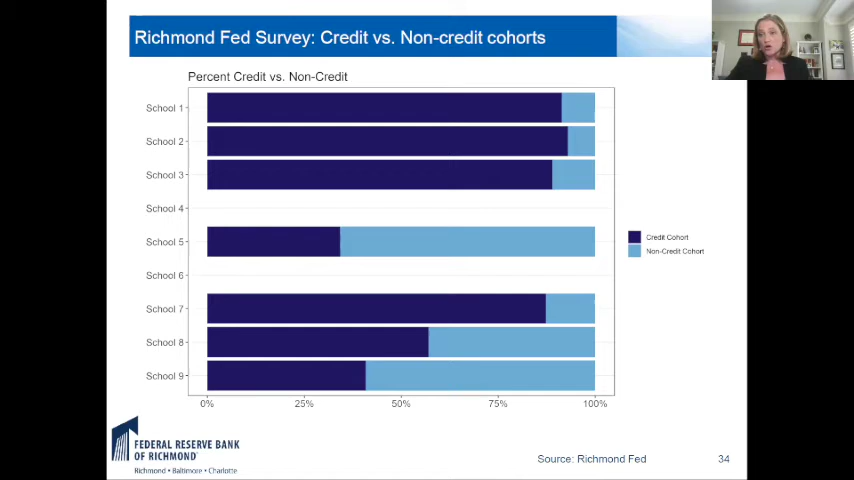 Richmond Fed Survey: Credit vs. Non-credit cohorts
Percent Credit vs. Non-Credit
School 1
School 2
School 3
School 4
School 5
School 6
School 7
School 8
School 9
0% 25% 50% 75% 100%
Credit Cohort
Non-Credit Cohort
FEDERAL RESERVE BANK
OF RICHMOND
Richmond • Baltimore • Charlotte
Source: Richmond Fed
34